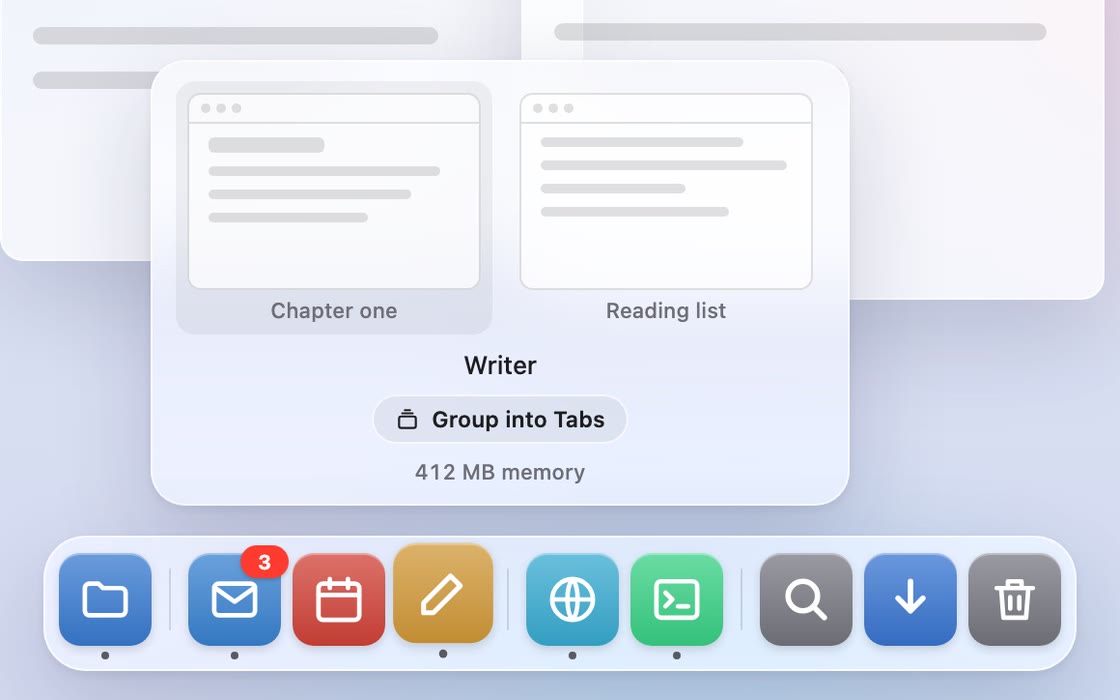 Chapter one
Reading list
Writer
Group into Tabs
412 MB memory
3